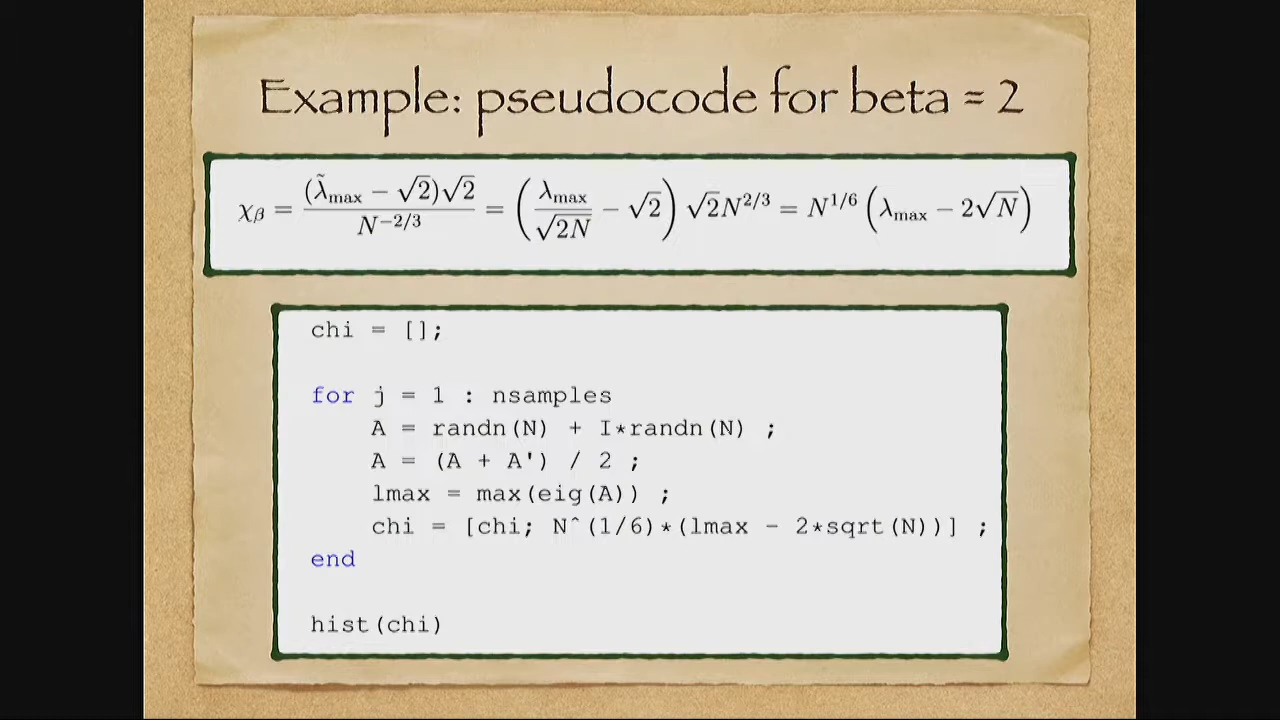 Example: pseudocode for beta = 2
χ_β = (λ̃_max − √2)√2 / N^{−2/3} = (λ_max / √(2N) − √2) √2 N^{2/3} = N^{1/6} (λ_max − 2√N)
chi = [];
for j = 1 : nsamples
A = randn(N) + I*randn(N) ;
A = (A + A') / 2 ;
lmax = max(eig(A)) ;
chi = [chi; N^(1/6)*(lmax - 2*sqrt(N))] ;
end
hist(chi)